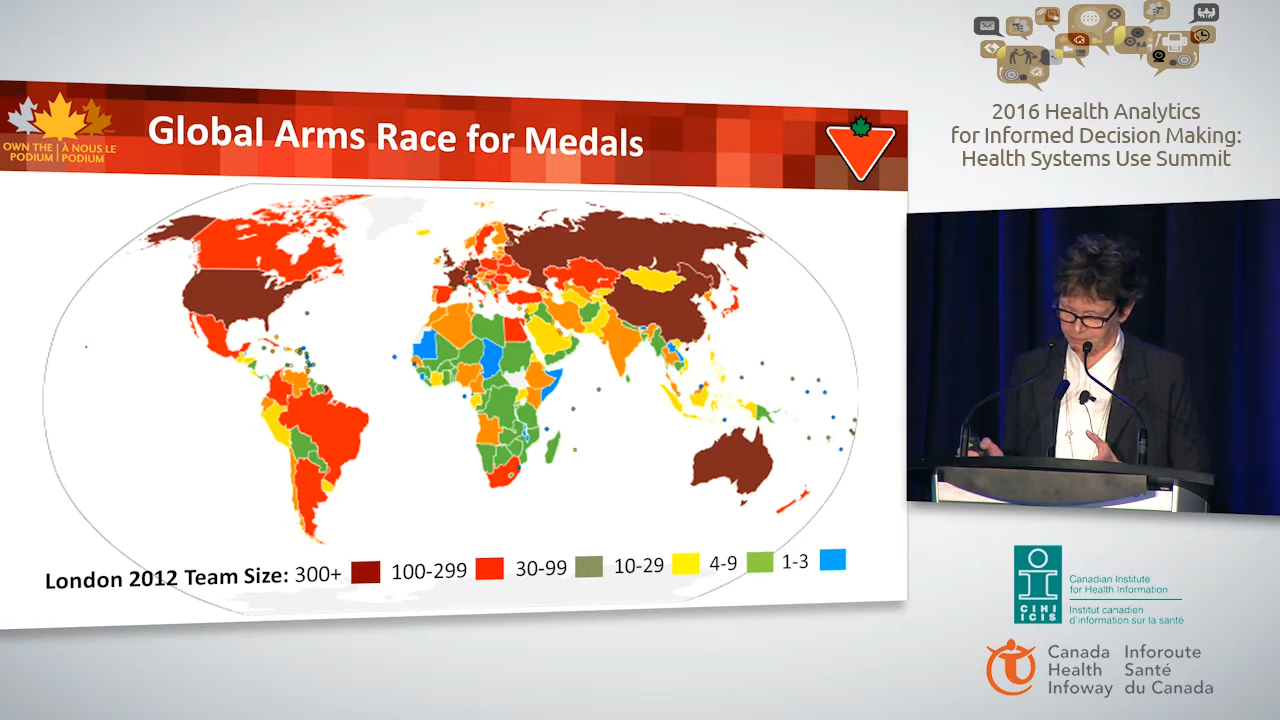 Global Arms Race for Medals
OWN THE | À NOUS LE
PODIUM | PODIUM
London 2012 Team Size: 300+ 100-299 30-99 10-29 4-9 1-3
2016 Health Analytics
for Informed Decision Making:
Health Systems Use Summit
CIHI
ICIS
Canadian Institute
for Health Information
Institut canadien
d'information sur la santé
Canada Inforoute
Health Santé
Infoway du Canada